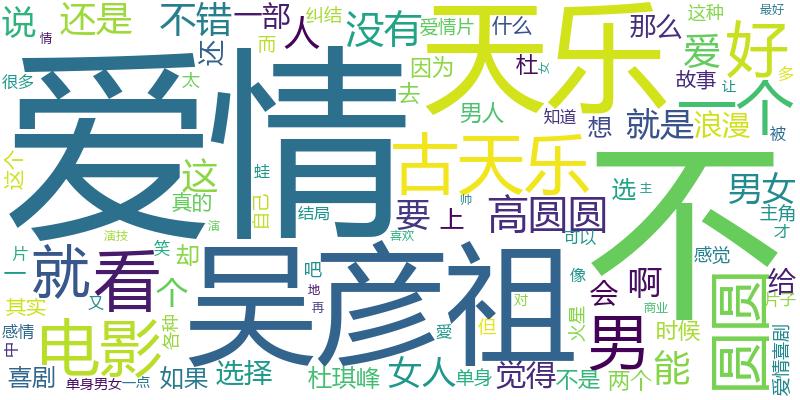 说
还是
不错
一部
人
还
没有
纠结
爱情片
而
情
什么
那么
这种
最好
天乐
爱
好
多
很多
太
因为
杜
女
故事
让
去
男人
知道
想
就是
一个
浪漫
被
爱情
不
这个
这
蛙
古天乐
真的
自己
结局
演
要
上
帅
高圆圆
选
主
男女
主角
才
片
演技
笑
喜欢
可以
一
就
看
却
个
吴彦祖
吧
地
再
像
会
啊
感觉
圆圆
给
片子
其实
又
各种
电影
對
愛
但
火星
男
商业
时候
能
爱情喜剧
感情
中
喜剧
单身男女
一点
如果
选择
杜琪峰
女人
单身
觉得
不是
两个